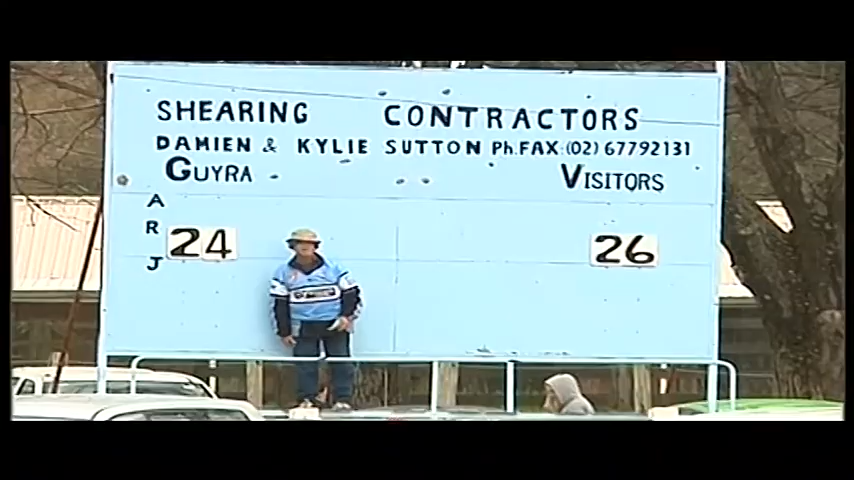 SHEARING CONTRACTORS
DAMIEN & KYLIE SUTTON PH.FAX:(02) 67792131
GUYRA VISITORS
A
R
J
24 26